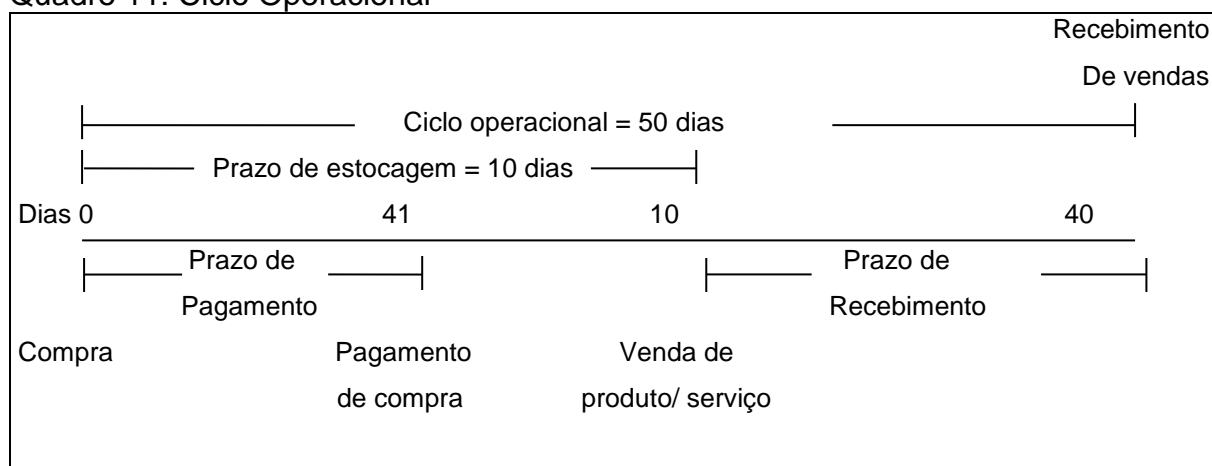 Quadro 11: Ciclo Operacional
Recebimento
De vendas
Ciclo operacional = 50 dias
Prazo de estocagem = 10 dias
Dias 0 41 10 40
Prazo de Prazo de
Pagamento Recebimento
Compra Pagamento Venda de
de compra produto/ serviço